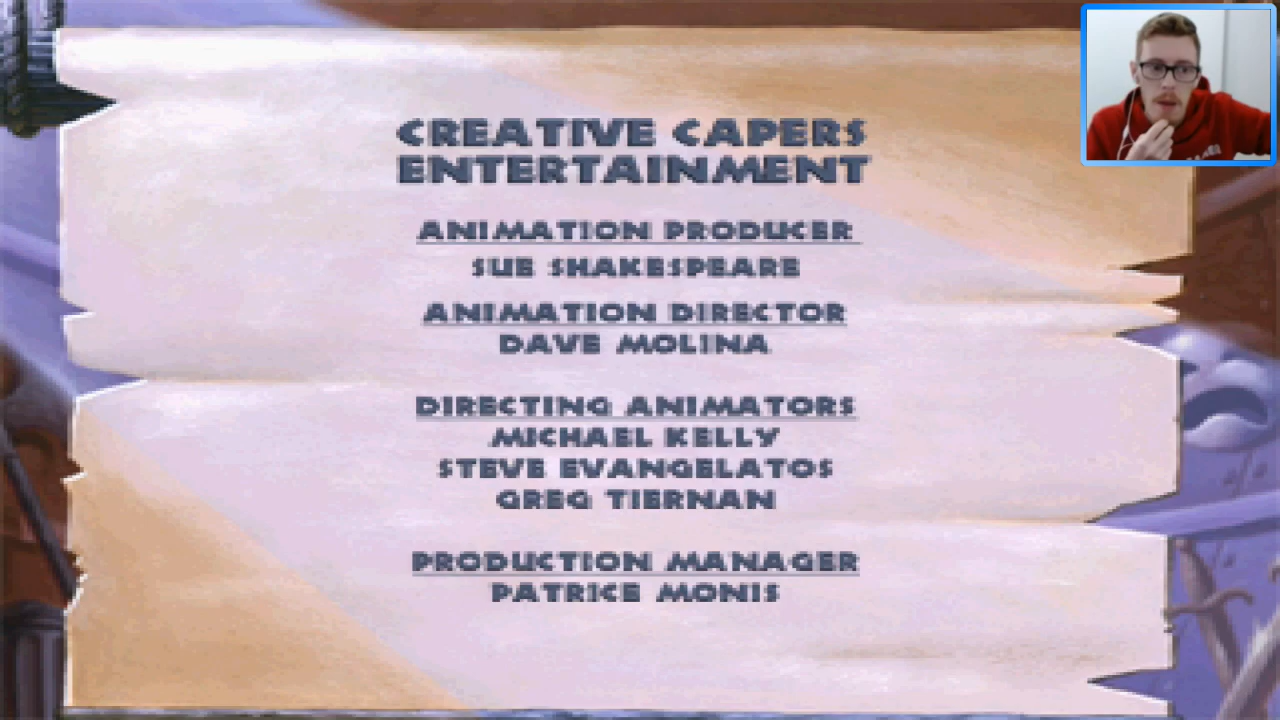 CREATIVE CAPERS
ENTERTAINMENT
ANIMATION PRODUCER
SUE SHAKESPEARE
ANIMATION DIRECTOR
DAVE MOLINA
DIRECTING ANIMATORS
MICHAEL KELLY
STEVE EVANGELATOS
GREG TIERNAN
PRODUCTION MANAGER
PATRICE MONIS